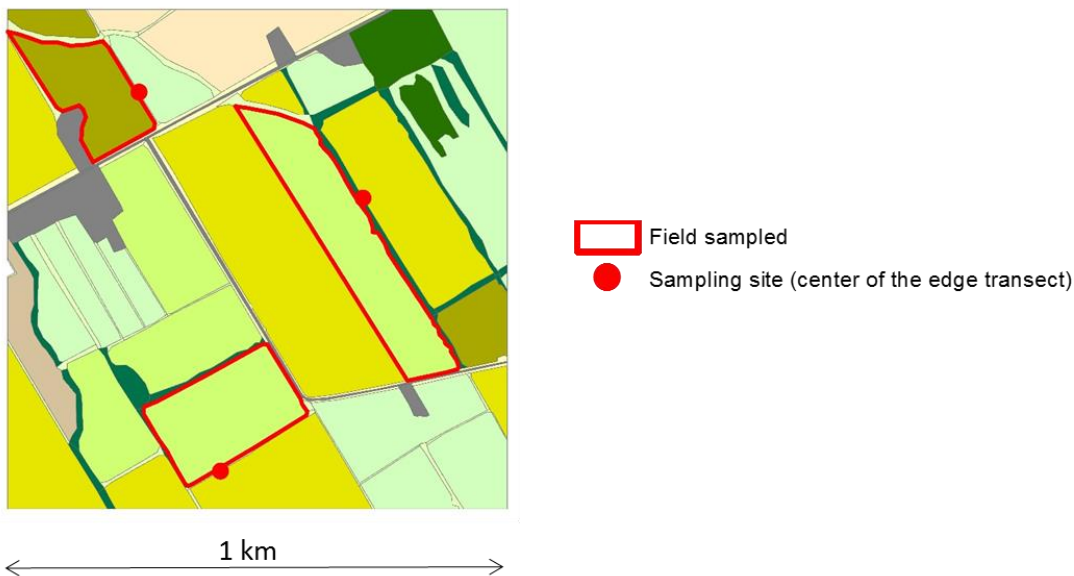 Field sampled
Sampling site (center of the edge transect)
1 km